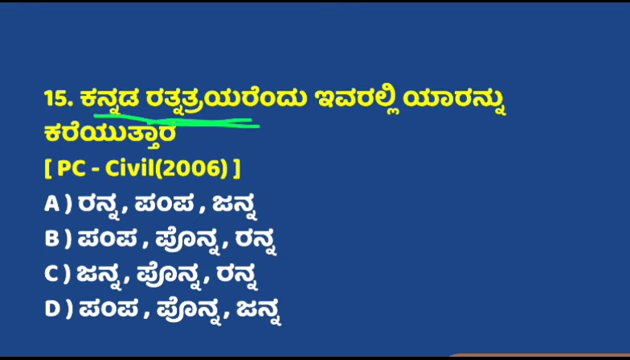 15. ಕನ್ನಡ ರತ್ನತ್ರಯರೆಂದು ಇವರಲ್ಲಿ ಯಾರನ್ನು
ಕರೆಯುತ್ತಾರೆ
[ PC - Civil(2006) ]
A ) ರನ್ನ , ಪಂಪ , ಜನ್ನ
B ) ಪಂಪ , ಪೊನ್ನ , ರನ್ನ
C ) ಜನ್ನ , ಪೊನ್ನ , ರನ್ನ
D ) ಪಂಪ , ಪೊನ್ನ , ಜನ್ನ